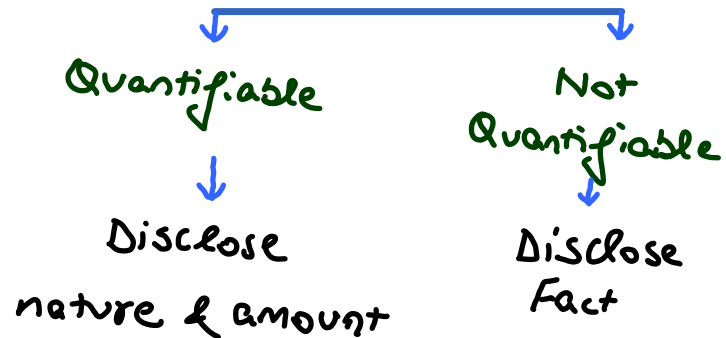 Quantifiable
Not
Quantifiable
Disclose
nature & amount
Disclose
Fact